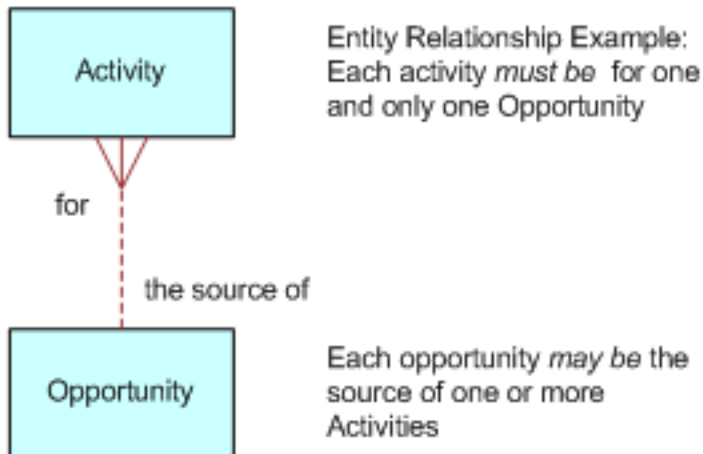 Activity
Entity Relationship Example:
Each activity must be for one
and only one Opportunity
for
the source of
Opportunity
Each opportunity may be the
source of one or more
Activities